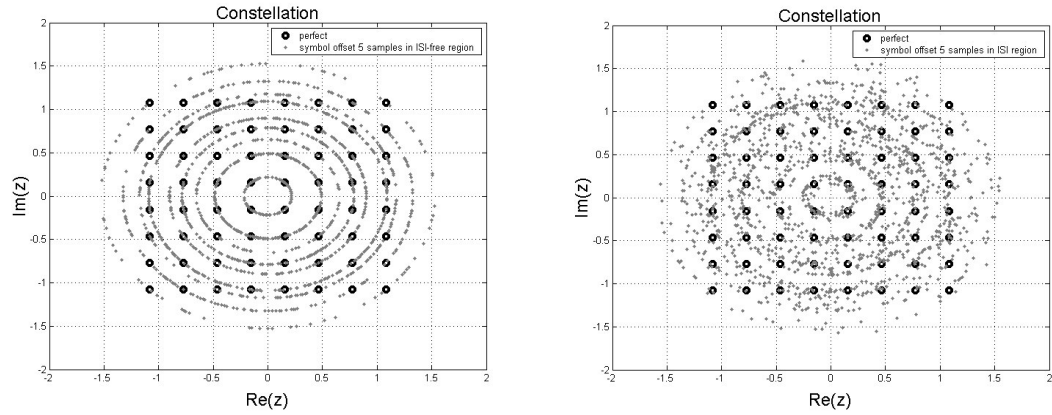 Constellation
perfect
symbol offset 5 samples in ISI-free region
2
1.5
1
0.5
0
-0.5
-1
-1.5
-2
Im(z)
-2 -1.5 -1 -0.5 0 0.5 1 1.5 2
Re(z)
Constellation
perfect
symbol offset 5 samples in ISI region
2
1.5
1
0.5
0
-0.5
-1
-1.5
-2
Im(z)
-2 -1.5 -1 -0.5 0 0.5 1 1.5 2
Re(z)